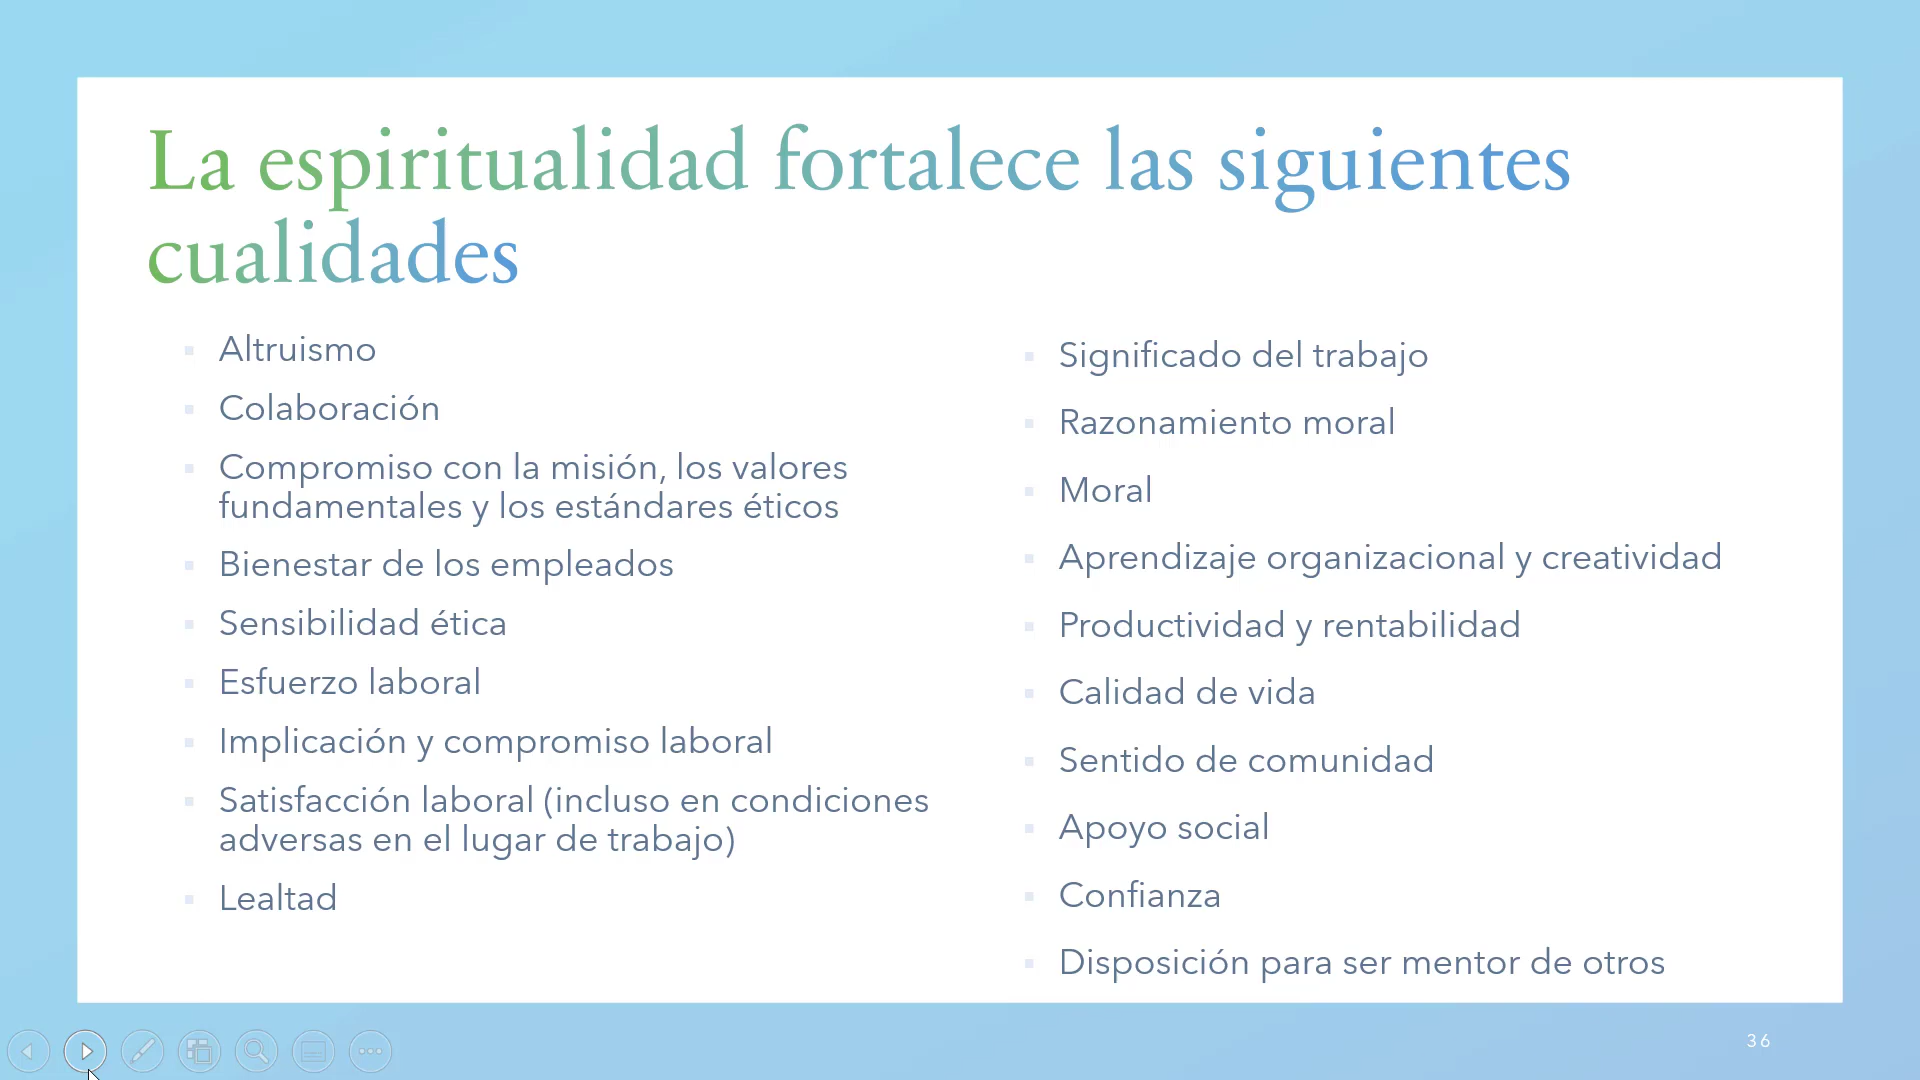 La espiritualidad fortalece las siguientes
cualidades
Altruismo
Colaboración
Compromiso con la misión, los valores
fundamentales y los estándares éticos
Bienestar de los empleados
Sensibilidad ética
Esfuerzo laboral
Implicación y compromiso laboral
Satisfacción laboral (incluso en condiciones
adversas en el lugar de trabajo)
Lealtad
Significado del trabajo
Razonamiento moral
Moral
Aprendizaje organizacional y creatividad
Productividad y rentabilidad
Calidad de vida
Sentido de comunidad
Apoyo social
Confianza
Disposición para ser mentor de otros
36